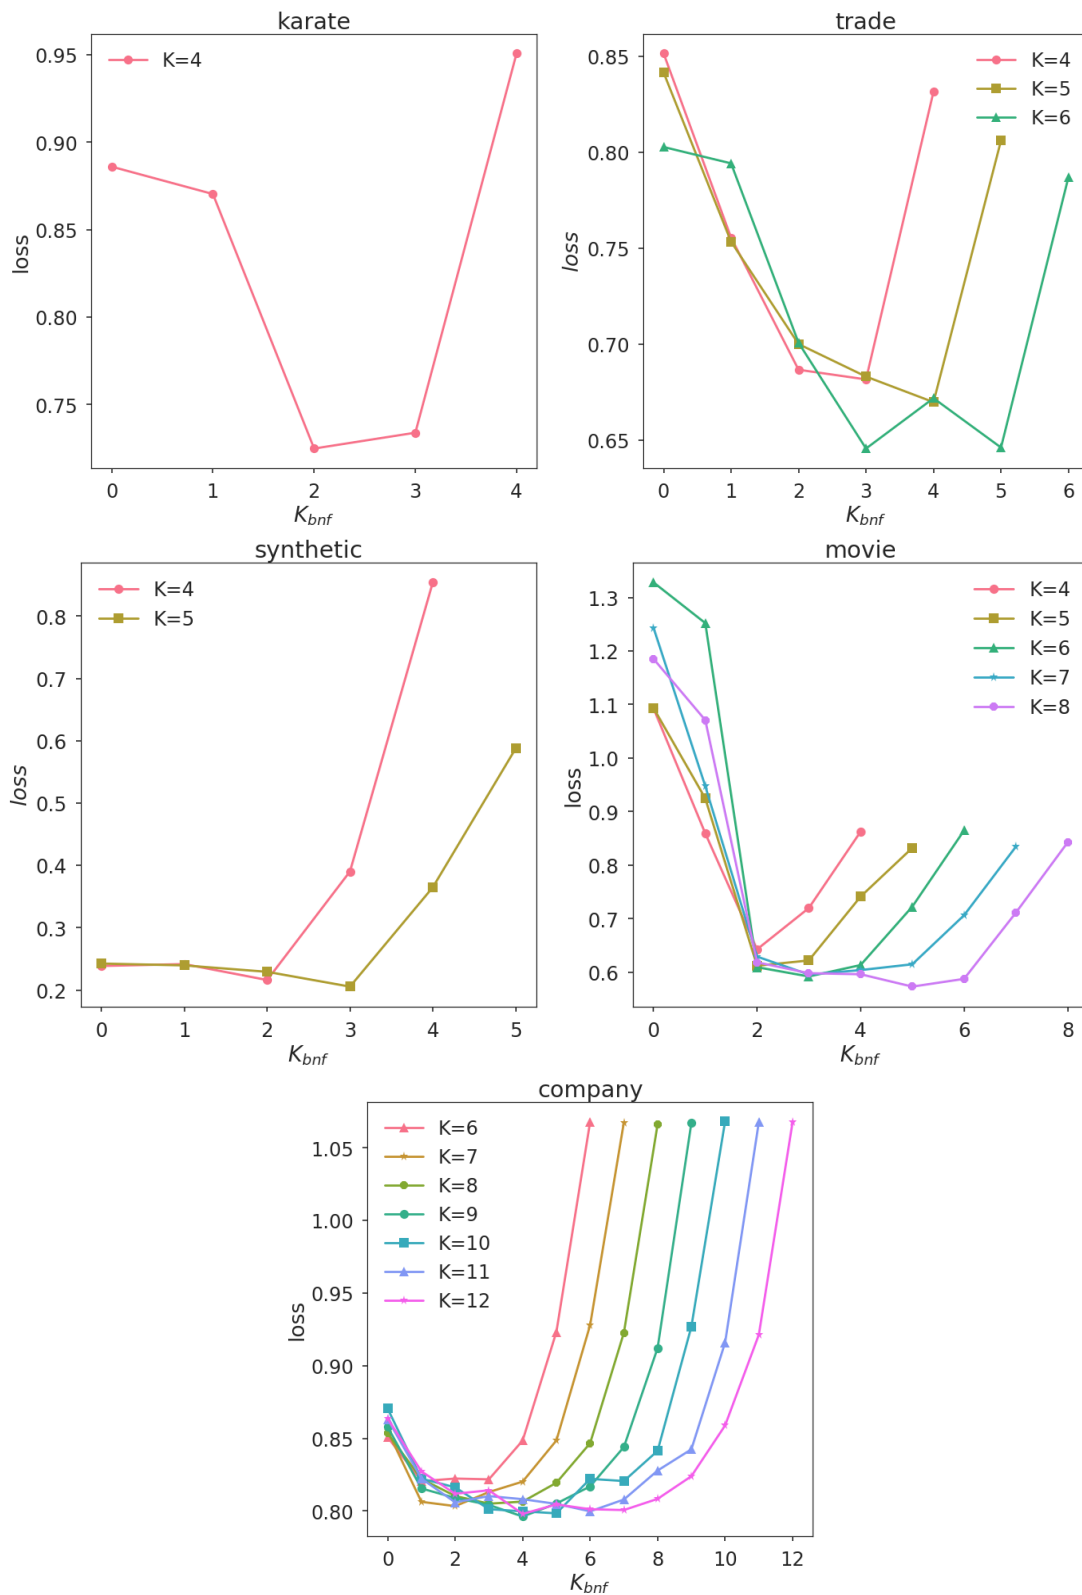 karate
K=4
0.95
0.90
0.85
0.80
0.75
loss
0 1 2 3 4
K_bnf
trade
K=4
K=5
K=6
0.85
0.80
0.75
0.70
0.65
loss
0 1 2 3 4 5 6
K_bnf
synthetic
K=4
K=5
0.8
0.7
0.6
0.5
0.4
0.3
0.2
loss
0 1 2 3 4 5
K_bnf
movie
K=4
K=5
K=6
K=7
K=8
1.3
1.2
1.1
1.0
0.9
0.8
0.7
0.6
loss
0 2 4 6 8
K_bnf
company
K=6
K=7
K=8
K=9
K=10
K=11
K=12
1.05
1.00
0.95
0.90
0.85
0.80
loss
0 2 4 6 8 10 12
K_bnf